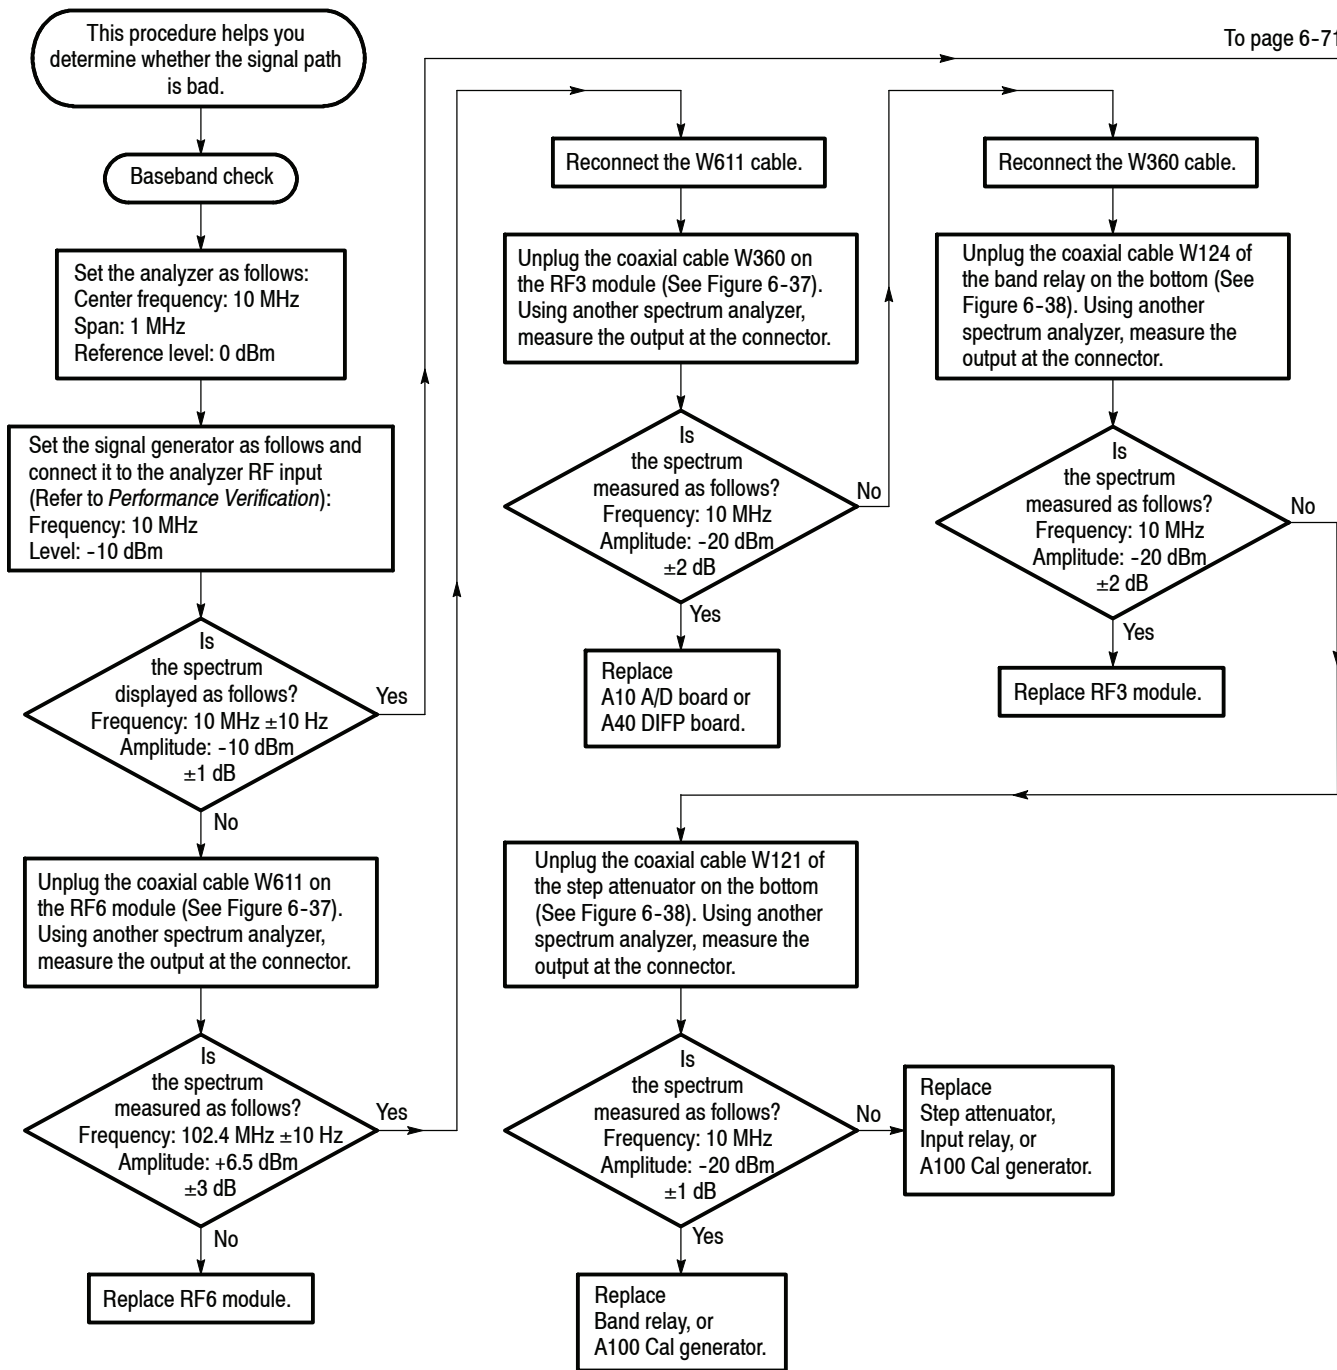 This procedure helps you
determine whether the signal path
is bad.
Baseband check
Set the analyzer as follows:
Center frequency: 10 MHz
Span: 1 MHz
Reference level: 0 dBm
Set the signal generator as follows and
connect it to the analyzer RF input
(Refer to Performance Verification):
Frequency: 10 MHz
Level: -10 dBm
Is
the spectrum
displayed as follows?
Frequency: 10 MHz ±10 Hz
Amplitude: -10 dBm
±1 dB
Yes
To page 6-71
No
Unplug the coaxial cable W611 on
the RF6 module (See Figure 6-37).
Using another spectrum analyzer,
measure the output at the connector.
Is
the spectrum
measured as follows?
Frequency: 102.4 MHz ±10 Hz
Amplitude: +6.5 dBm
±3 dB
Yes
No
Replace RF6 module.
Reconnect the W611 cable.
Unplug the coaxial cable W360 on
the RF3 module (See Figure 6-37).
Using another spectrum analyzer,
measure the output at the connector.
Is
the spectrum
measured as follows?
Frequency: 10 MHz
Amplitude: -20 dBm
±2 dB
No
Yes
Replace
A10 A/D board or
A40 DIFP board.
Reconnect the W360 cable.
Unplug the coaxial cable W124 of
the band relay on the bottom (See
Figure 6-38). Using another
spectrum analyzer, measure the
output at the connector.
Is
the spectrum
measured as follows?
Frequency: 10 MHz
Amplitude: -20 dBm
±2 dB
No
Yes
Replace RF3 module.
Unplug the coaxial cable W121 of
the step attenuator on the bottom
(See Figure 6-38). Using another
spectrum analyzer, measure the
output at the connector.
Is
the spectrum
measured as follows?
Frequency: 10 MHz
Amplitude: -20 dBm
±1 dB
No
Replace
Step attenuator,
Input relay, or
A100 Cal generator.
Yes
Replace
Band relay, or
A100 Cal generator.